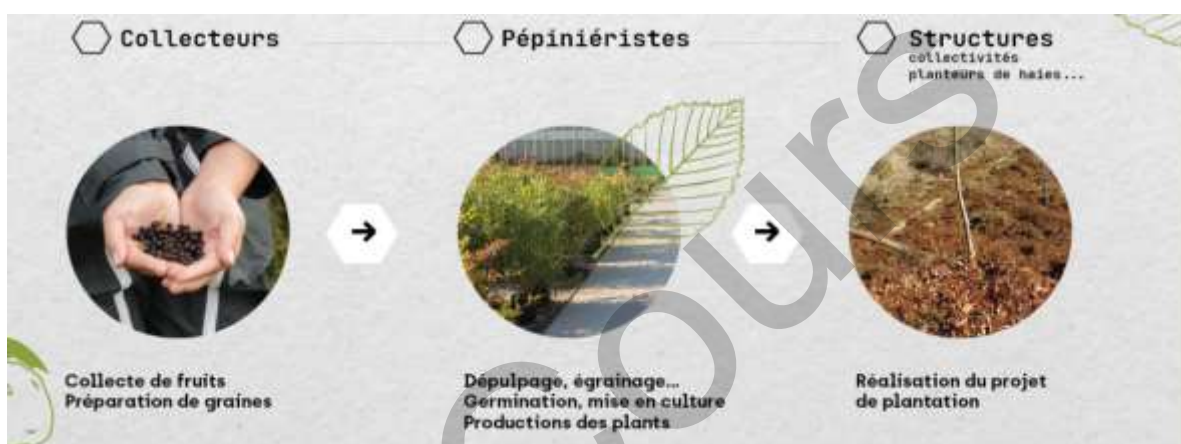 Collecteurs
Pépiniéristes
Structures
collectivités
planteurs de haies...
Collecte de fruits
Préparation de graines
Dépulpage, égrainage...
Germination, mise en culture
Productions des plants
Réalisation du projet
de plantation
cours